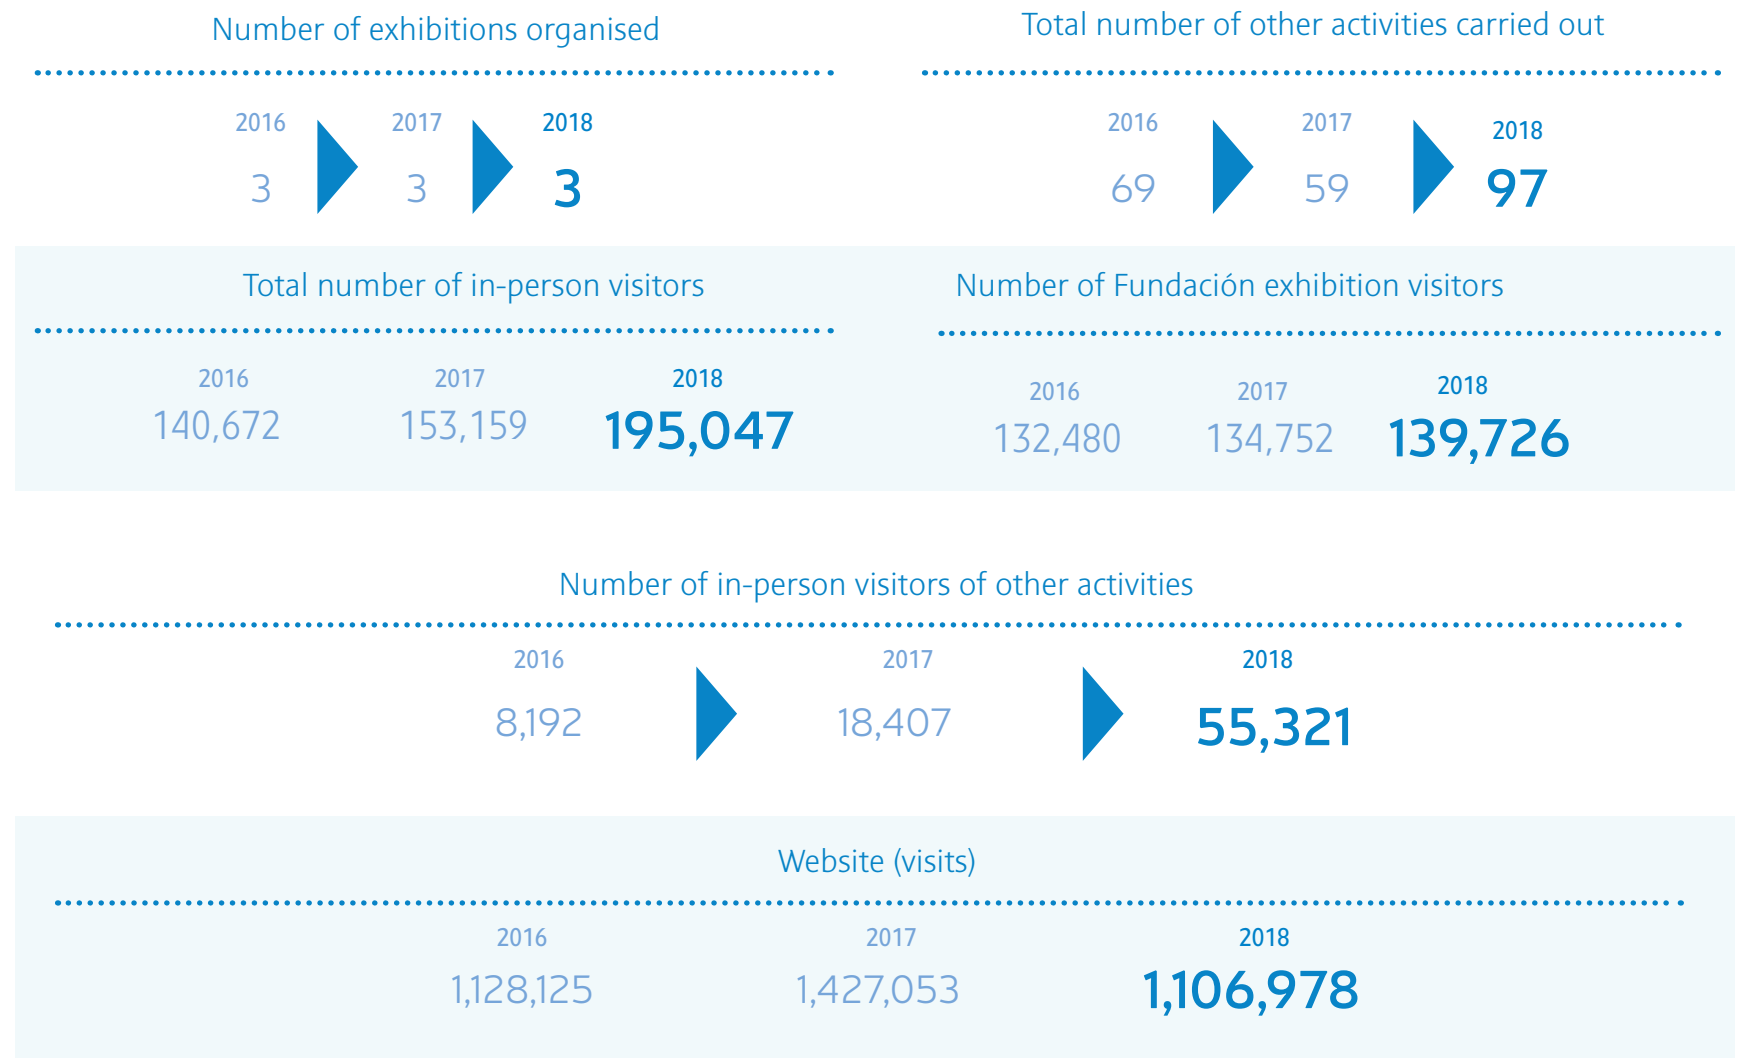 Number of exhibitions organised
2016 2017 2018
3 3 3
Total number of other activities carried out
2016 2017 2018
69 59 97
Total number of in-person visitors
2016 2017 2018
140,672 153,159 195,047
Number of Fundación exhibition visitors
2016 2017 2018
132,480 134,752 139,726
Number of in-person visitors of other activities
2016 2017 2018
8,192 18,407 55,321
Website (visits)
2016 2017 2018
1,128,125 1,427,053 1,106,978